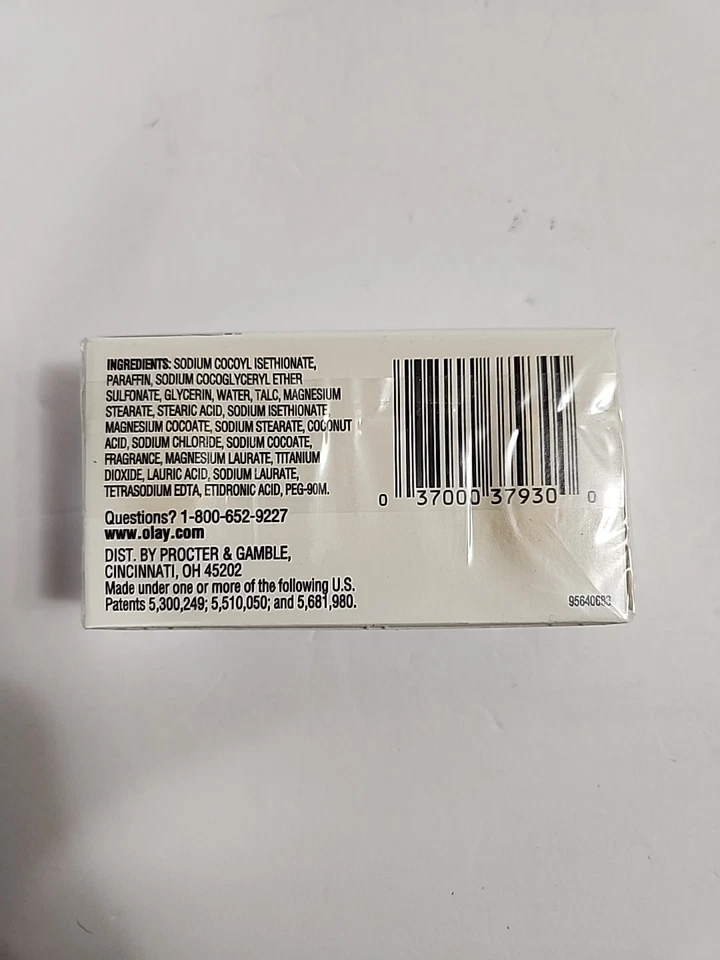 INGREDIENTS: SODIUM COCOYL ISETHIONATE,
PARAFFIN, SODIUM COCOGLYCERYL ETHER
SULFONATE, GLYCERIN, WATER, TALC, MAGNESIUM
STEARATE, STEARIC ACID, SODIUM ISETHIONATE,
MAGNESIUM COCOATE, SODIUM STEARATE, COCONUT
ACID, SODIUM CHLORIDE, SODIUM COCOATE,
FRAGRANCE, MAGNESIUM LAURATE, TITANIUM
DIOXIDE, LAURIC ACID, SODIUM LAURATE,
TETRASODIUM EDTA, ETIDRONIC ACID, PEG-90M.
Questions? 1-800-652-9227
www.olay.com
DIST. BY PROCTER & GAMBLE,
CINCINNATI, OH 45202
Made under one or more of the following U.S.
Patents 5,300,249; 5,510,050; and 5,681,980.
0 37000 37930 0
95640683